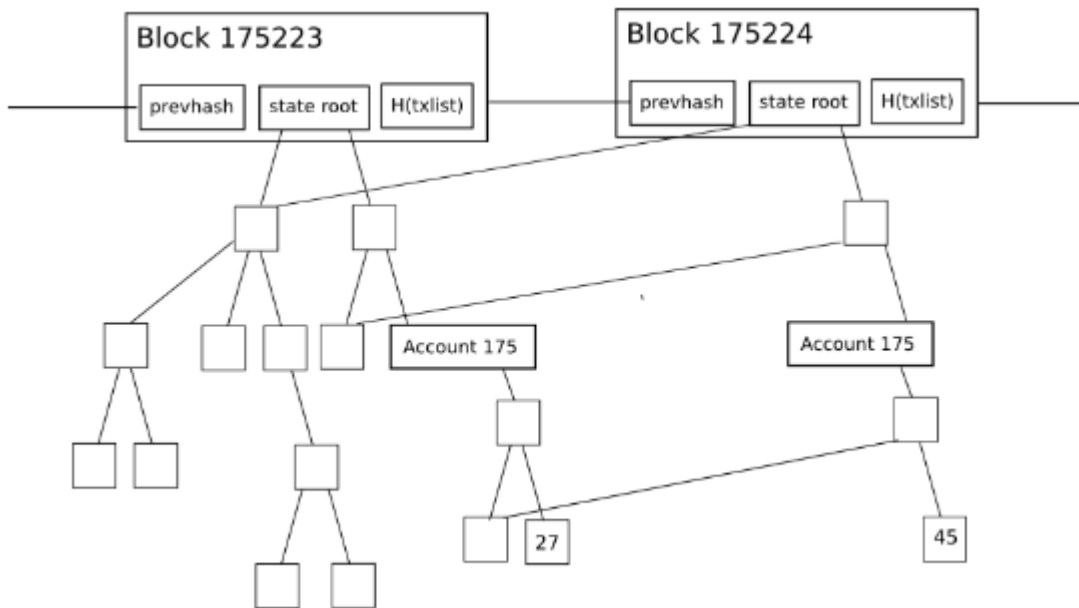 Block 175223
prevhash
state root
H(txlist)
Block 175224
prevhash
state root
H(txlist)
Account 175
27
Account 175
45